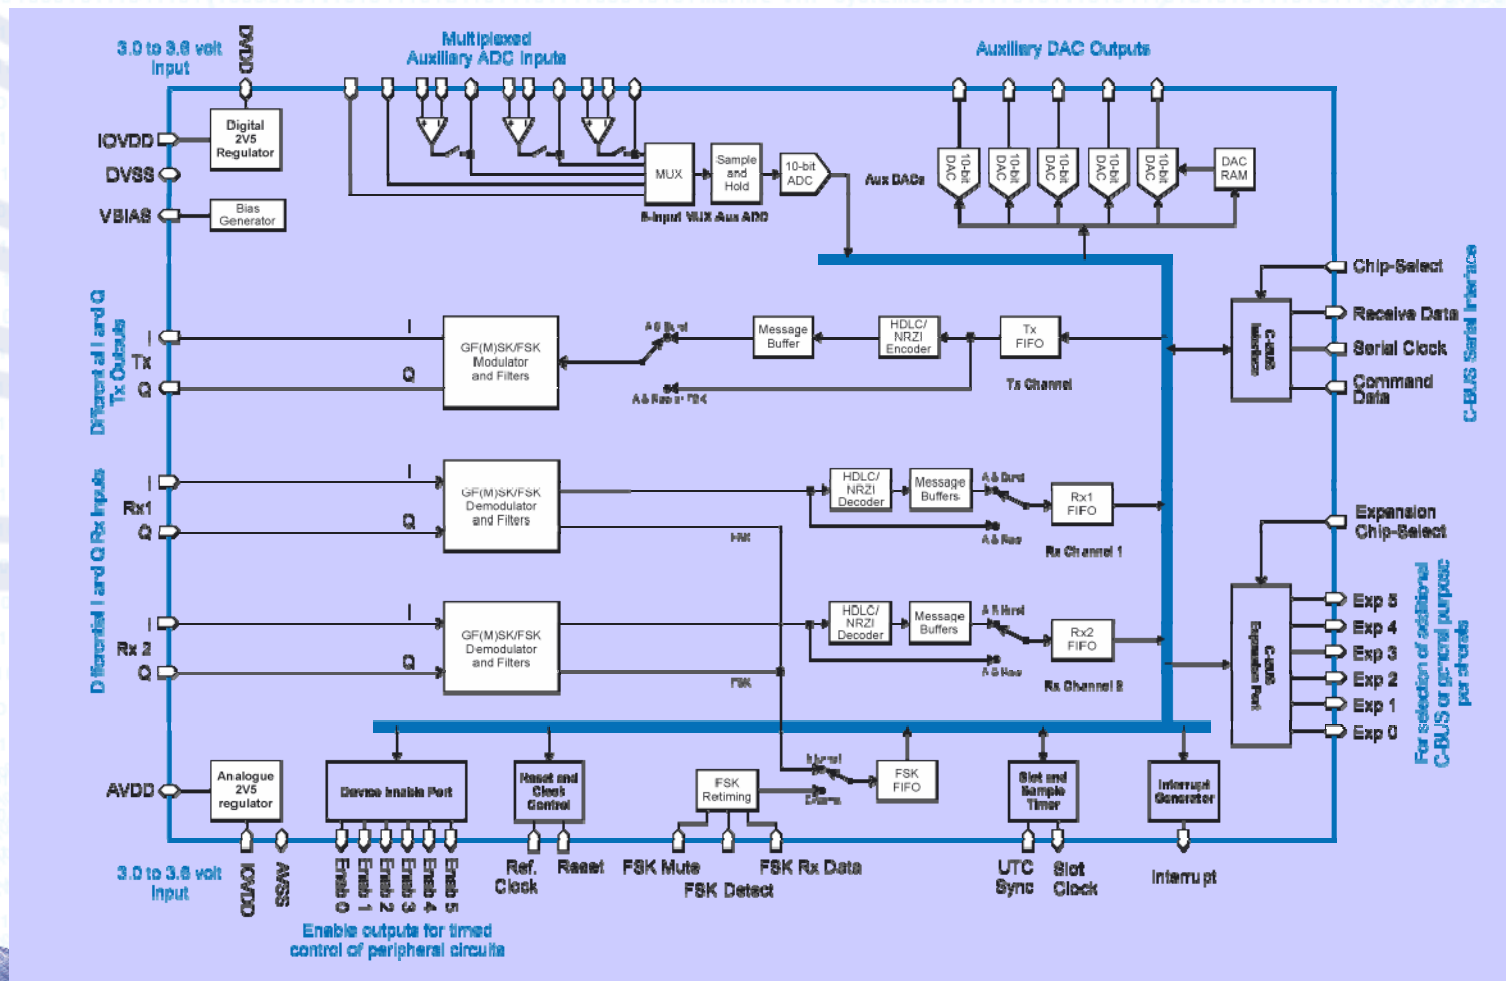 3.0 to 3.6 volt
Input
DVDD
Multiplexed
Auxiliary ADC Inputs
Auxiliary DAC Outputs
IOVDD
DVSS
VBIAS
Digital
2V5
Regulator
Bias
Generator
MUX
Sample
and
Hold
10-bit
ADC
Aux DACs
10-bit
DAC
10-bit
DAC
10-bit
DAC
10-bit
DAC
10-bit
DAC
DAC
RAM
Differential I and Q
Tx Outputs
I
Tx
Q
I
Q
GF(M)SK/FSK
Modulator
and Filters
Message
Buffer
HDLC/
NRZI
Encoder
Tx
FIFO
Tx Channel
C-BUS
Interface
Chip-Select
Receive Data
Serial Clock
Command
Data
C-BUS Serial Interface
Differential I and Q Rx Inputs
I
Rx1
Q
I
Q
GF(M)SK/FSK
Demodulator
and Filters
FSK
HDLC/
NRZI
Decoder
Message
Buffers
Rx1
FIFO
Rx Channel 1
I
Rx 2
Q
I
Q
GF(M)SK/FSK
Demodulator
and Filters
FSK
HDLC/
NRZI
Decoder
Message
Buffers
Rx2
FIFO
Rx Channel 2
Expansion
Chip-Select
C-BUS
Expansion Port
Exp 5
Exp 4
Exp 3
Exp 2
Exp 1
Exp 0
For selection of additional
C-BUS or general purpose
peripherals
AVDD
Analogue
2V5
regulator
Device Enable Port
Reset and
Clock
Control
FSK
Retiming
FSK
FIFO
Slot and
Sample
Timer
Interrupt
Generator
3.0 to 3.6 volt
Input
IOVDD
AVSS
Enab 0
Enab 1
Enab 2
Enab 3
Enab 4
Enab 5
Ref.
Clock
Reset
FSK Mute
FSK Detect
FSK Rx Data
UTC
Sync
Slot
Clock
Interrupt
Enable outputs for timed
control of peripheral circuits